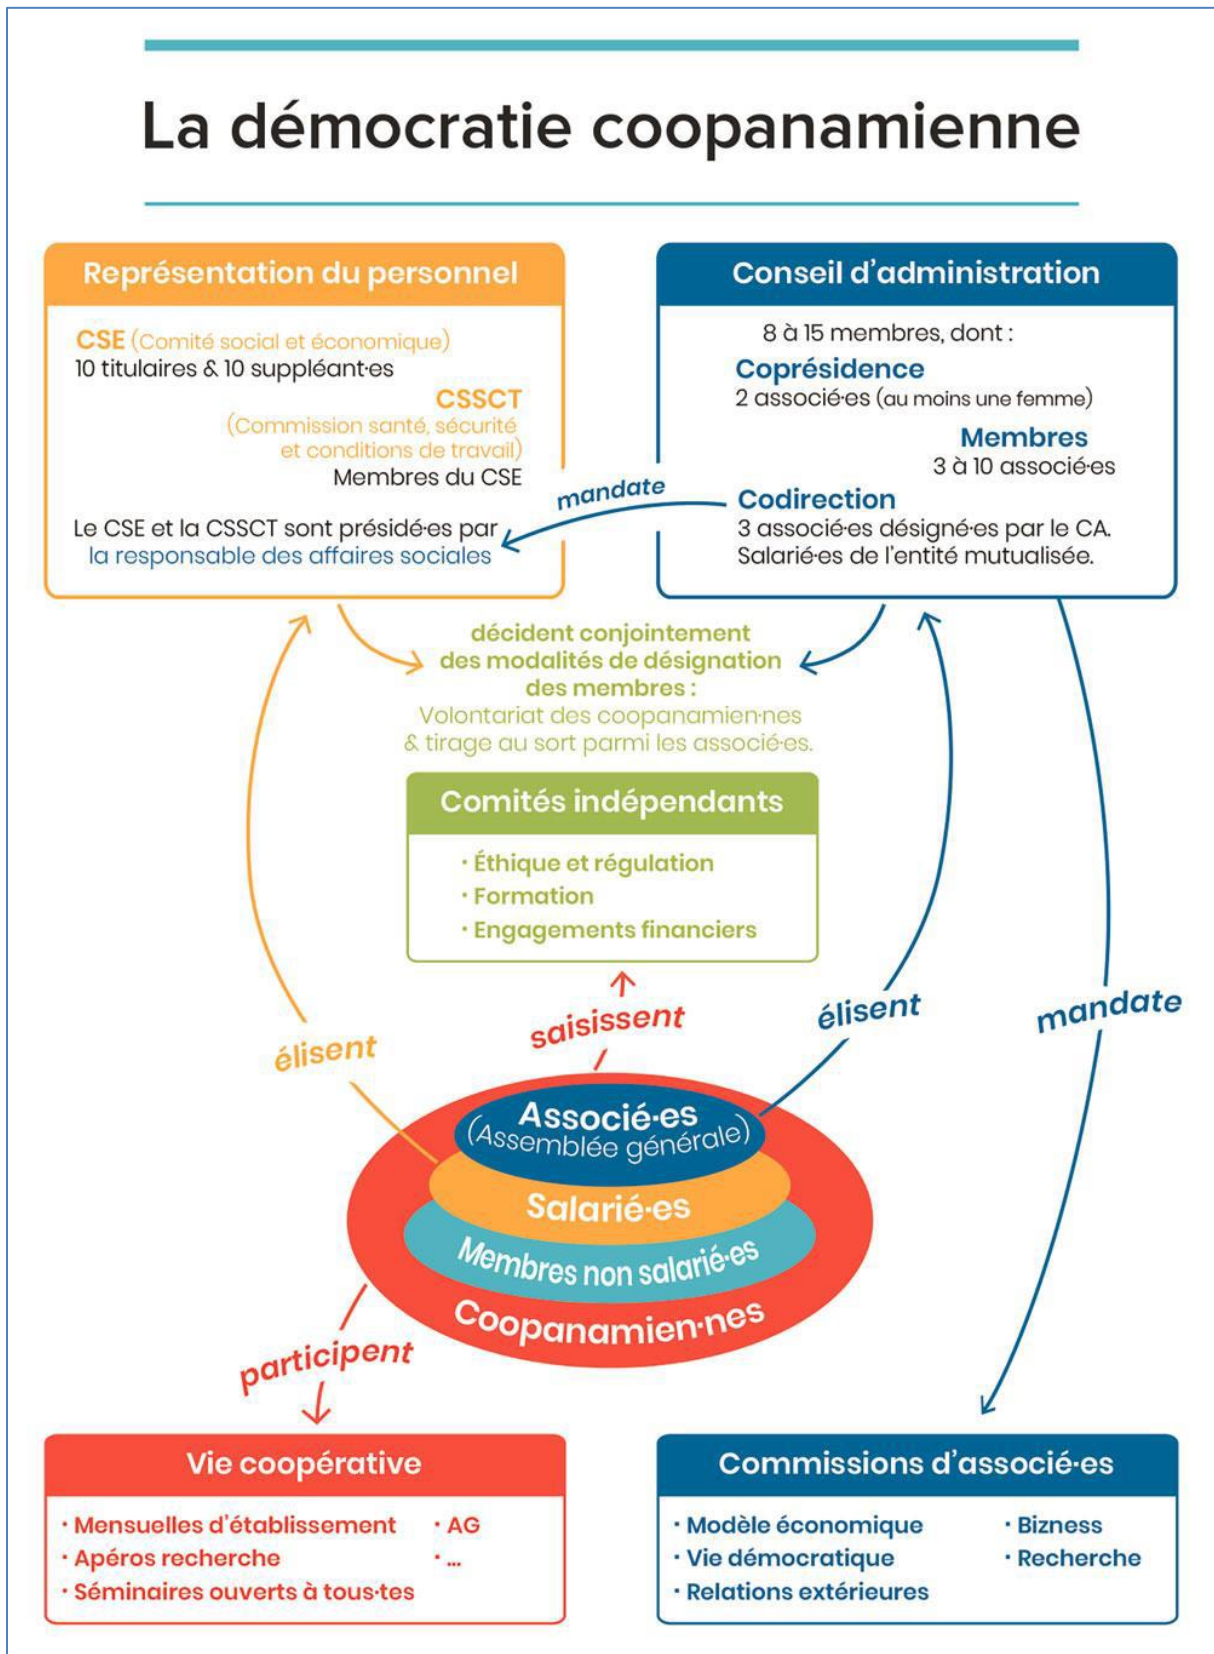 La démocratie coopanamienne
Représentation du personnel
CSE (Comité social et économique)
10 titulaires & 10 suppléant·es
CSSCT
(Commission santé, sécurité
et conditions de travail)
Membres du CSE
Le CSE et la CSSCT sont présidé·es par
la responsable des affaires sociales
Conseil d'administration
8 à 15 membres, dont :
Coprésidence
2 associé·es (au moins une femme)
Membres
3 à 10 associé·es
Codirection
3 associé·es désigné·es par le CA.
Salarié·es de l'entité mutualisée.
mandate
décident conjointement
des modalités de désignation
des membres :
Volontariat des coopanamien·nes
& tirage au sort parmi les associé·es.
Comités indépendants
· Éthique et régulation
· Formation
· Engagements financiers
élisent
saisissent
élisent
mandate
Associé·es
(Assemblée générale)
Salarié·es
Membres non salarié·es
Coopanamien·nes
participent
Vie coopérative
· Mensuelles d'établissement
· Apéros recherche
· Séminaires ouverts à tous·tes
· AG
· ...
Commissions d'associé·es
· Modèle économique
· Vie démocratique
· Relations extérieures
· Bizness
· Recherche